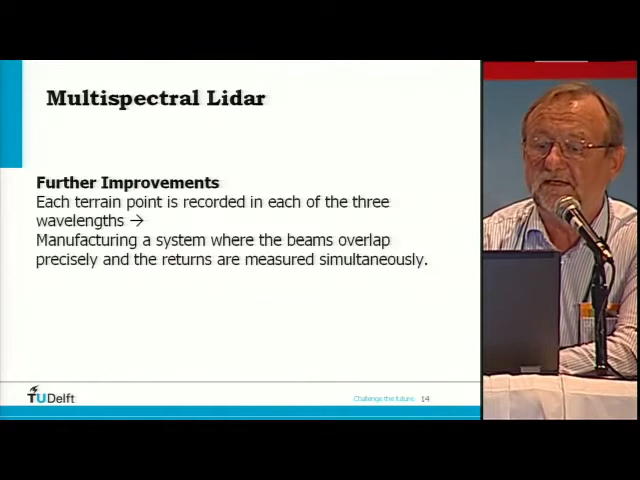 Multispectral Lidar
Further Improvements
Each terrain point is recorded in each of the three
wavelengths →
Manufacturing a system where the beams overlap
precisely and the returns are measured simultaneously.
TUDelft
Challenge the future
14